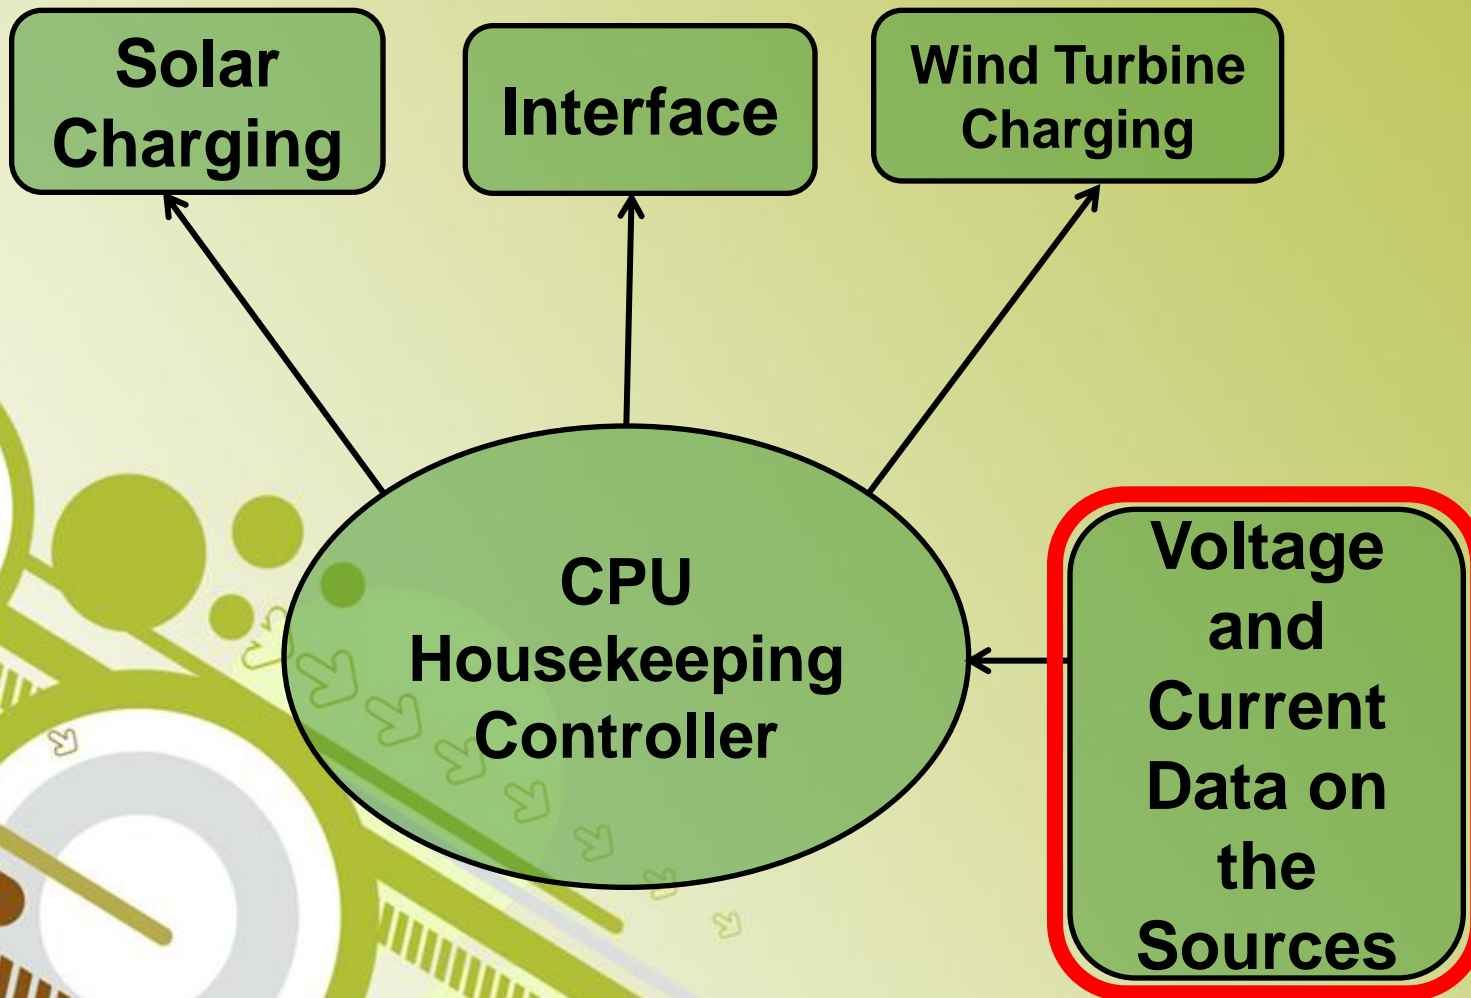 Solar
Charging
Interface
Wind Turbine
Charging
CPU
Housekeeping
Controller
Voltage
and
Current
Data on
the
Sources